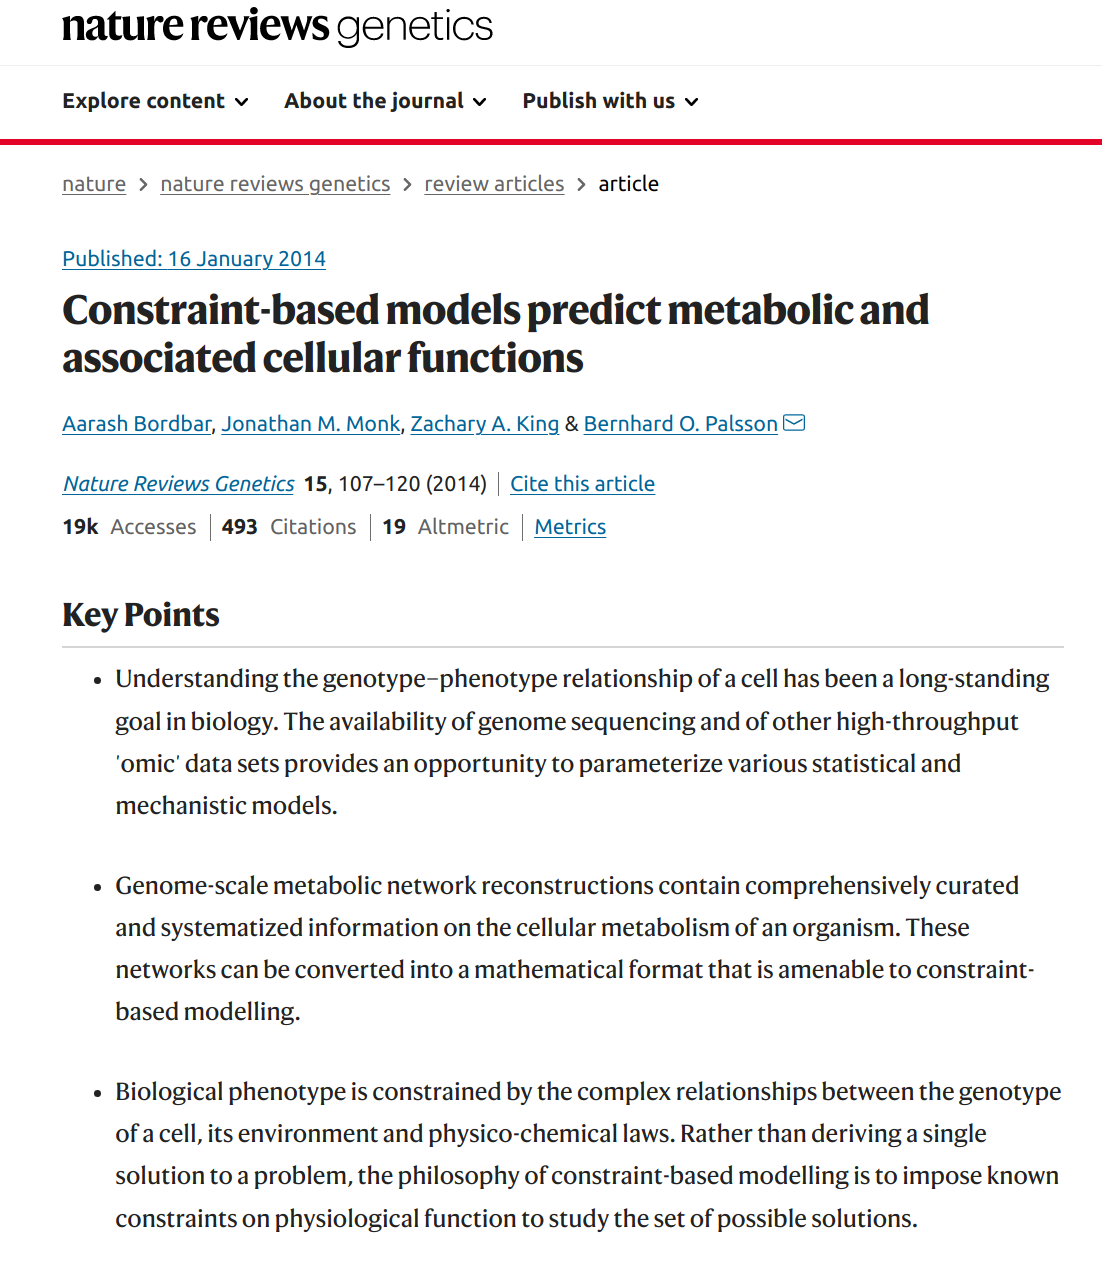 nature reviews genetics
Explore content About the journal Publish with us
nature > nature reviews genetics > review articles > article
Published: 16 January 2014
Constraint-based models predict metabolic and
associated cellular functions
Aarash Bordbar, Jonathan M. Monk, Zachary A. King & Bernhard O. Palsson
Nature Reviews Genetics 15, 107–120 (2014) | Cite this article
19k Accesses | 493 Citations | 19 Altmetric | Metrics
Key Points
• Understanding the genotype–phenotype relationship of a cell has been a long-standing
goal in biology. The availability of genome sequencing and of other high-throughput
'omic' data sets provides an opportunity to parameterize various statistical and
mechanistic models.
• Genome-scale metabolic network reconstructions contain comprehensively curated
and systematized information on the cellular metabolism of an organism. These
networks can be converted into a mathematical format that is amenable to constraint-
based modelling.
• Biological phenotype is constrained by the complex relationships between the genotype
of a cell, its environment and physico-chemical laws. Rather than deriving a single
solution to a problem, the philosophy of constraint-based modelling is to impose known
constraints on physiological function to study the set of possible solutions.